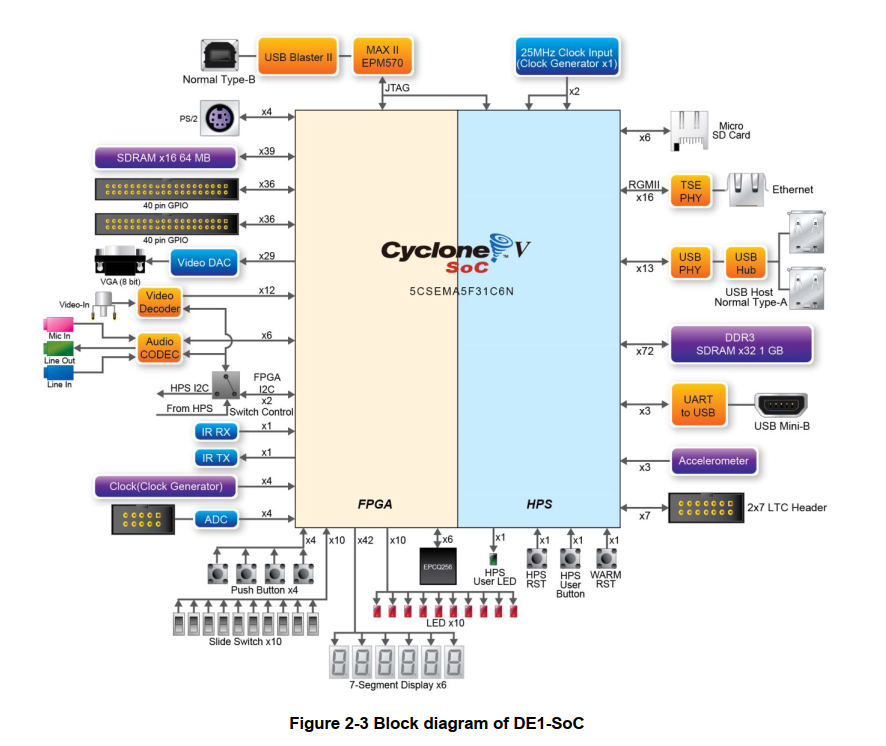 USB Blaster II
MAX II
EPM570
25MHz Clock Input
(Clock Generator x1)
Normal Type-B
JTAG
x2
PS/2
x4
x6
Micro
SD Card
SDRAM x16 64 MB
x39
40 pin GPIO
x36
RGMII
x16
TSE
PHY
Ethernet
40 pin GPIO
x36
Cyclone V
SoC
5CSEMA5F31C6N
VGA (8 bit)
Video DAC
x29
x13
USB
PHY
USB
Hub
USB Host
Normal Type-A
Video-In
Video
Decoder
x12
Mic In
Line Out
Line In
Audio
CODEC
x6
x72
DDR3
SDRAM x32 1 GB
HPS I2C
From HPS
FPGA
I2C
x2
Switch Control
x3
UART
to USB
USB Mini-B
IR RX
x1
IR TX
x1
x3
Accelerometer
Clock(Clock Generator)
x4
FPGA
HPS
x7
2x7 LTC Header
ADC
x4
x4
x10
x42
x10
x6
x1
x1
x1
x1
EPCQ256
HPS
User LED
HPS
RST
HPS
User
Button
WARM
RST
Push Button x4
LED x10
Slide Switch x10
7-Segment Display x6
Figure 2-3 Block diagram of DE1-SoC